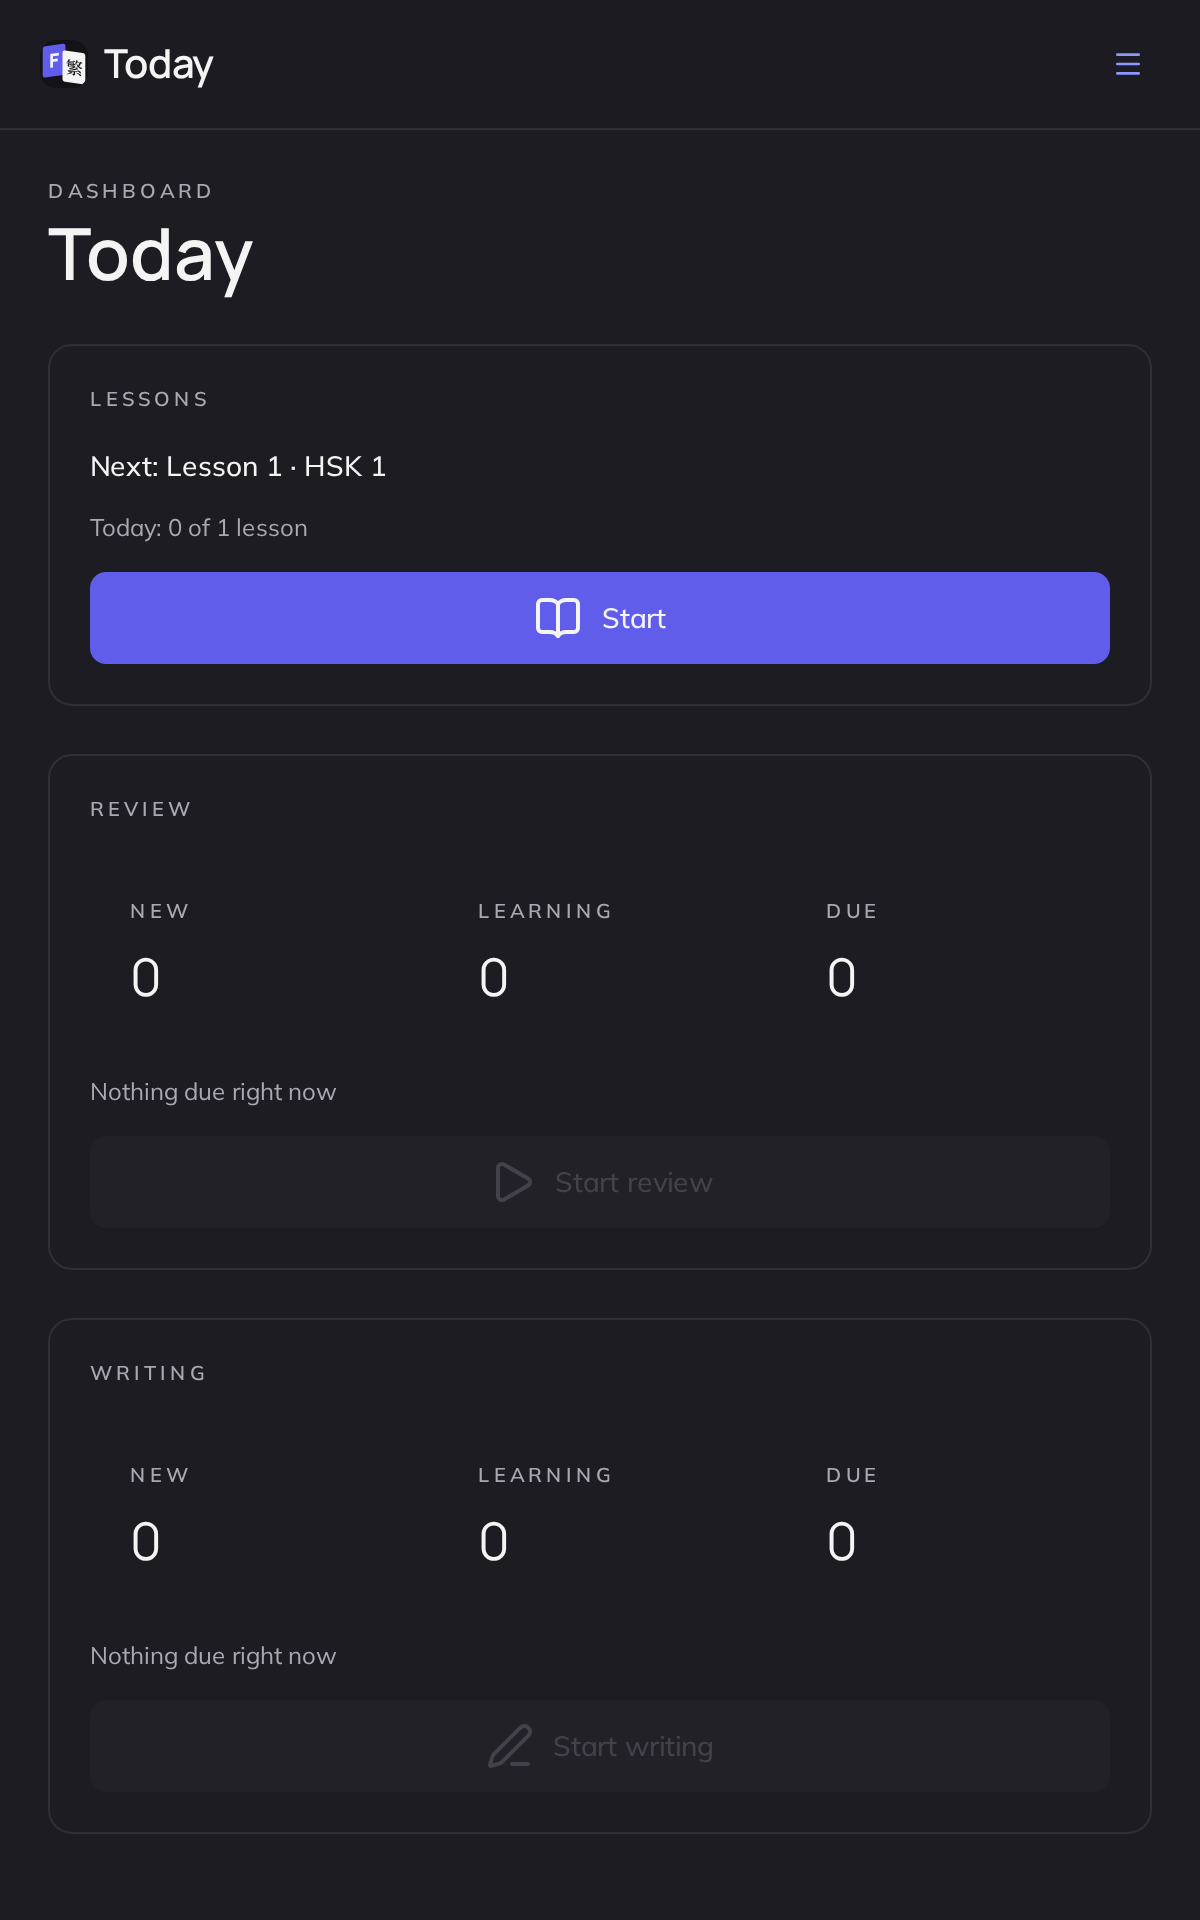 F 繁 Today
DASHBOARD
Today
LESSONS
Next: Lesson 1 · HSK 1
Today: 0 of 1 lesson
Start
REVIEW
NEW LEARNING DUE
0 0 0
Nothing due right now
Start review
WRITING
NEW LEARNING DUE
0 0 0
Nothing due right now
Start writing